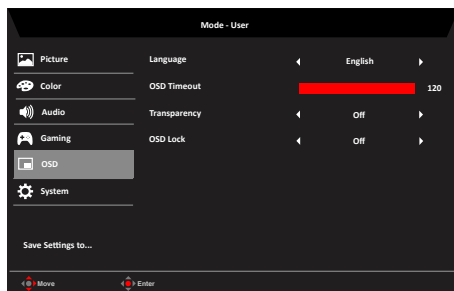 Mode - User
Picture
Language English
Color
OSD Timeout 120
Audio
Transparency Off
Gaming
OSD Lock Off
OSD
System
Save Settings to...
Move Enter